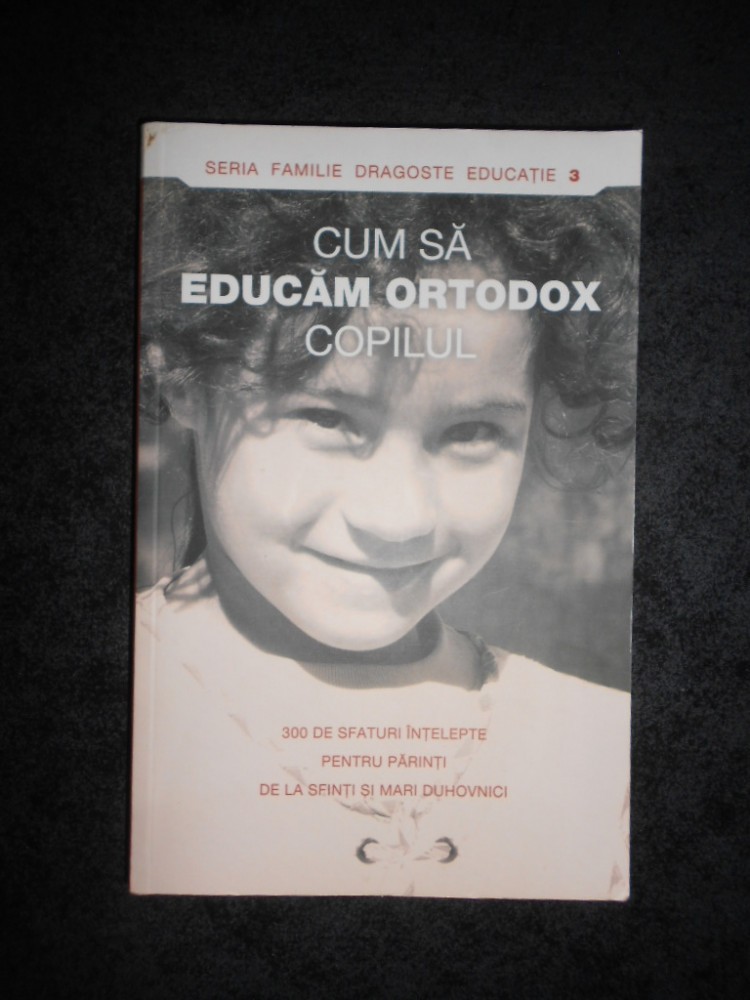 SERIA FAMILIE DRAGOSTE EDUCAȚIE 3
CUM SĂ
EDUCĂM ORTODOX
COPILUL
300 DE SFATURI ÎNȚELEPTE
PENTRU PĂRINȚI
DE LA SFINȚI ȘI MARI DUHOVNICI